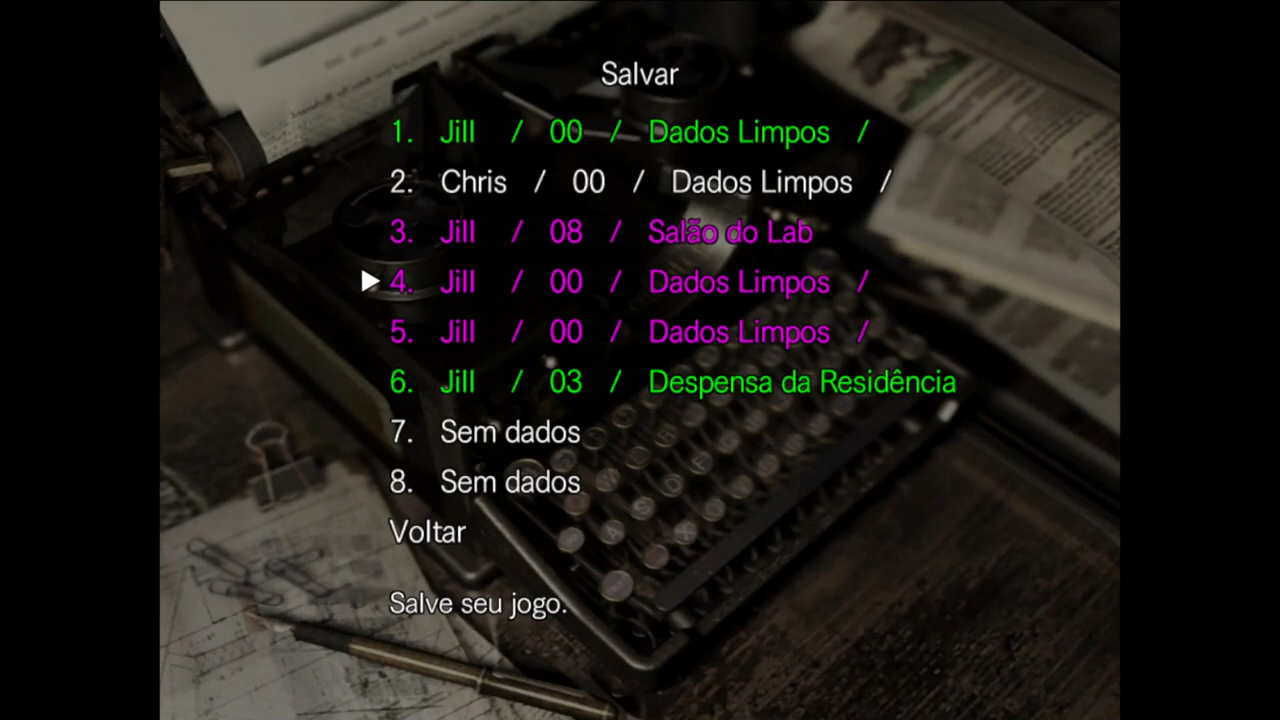 Salvar
1. Jill / 00 / Dados Limpos /
2. Chris / 00 / Dados Limpos /
3. Jill / 08 / Salão do Lab
4. Jill / 00 / Dados Limpos /
5. Jill / 00 / Dados Limpos /
6. Jill / 03 / Despensa da Residência
7. Sem dados
8. Sem dados
Voltar
Salve seu jogo.